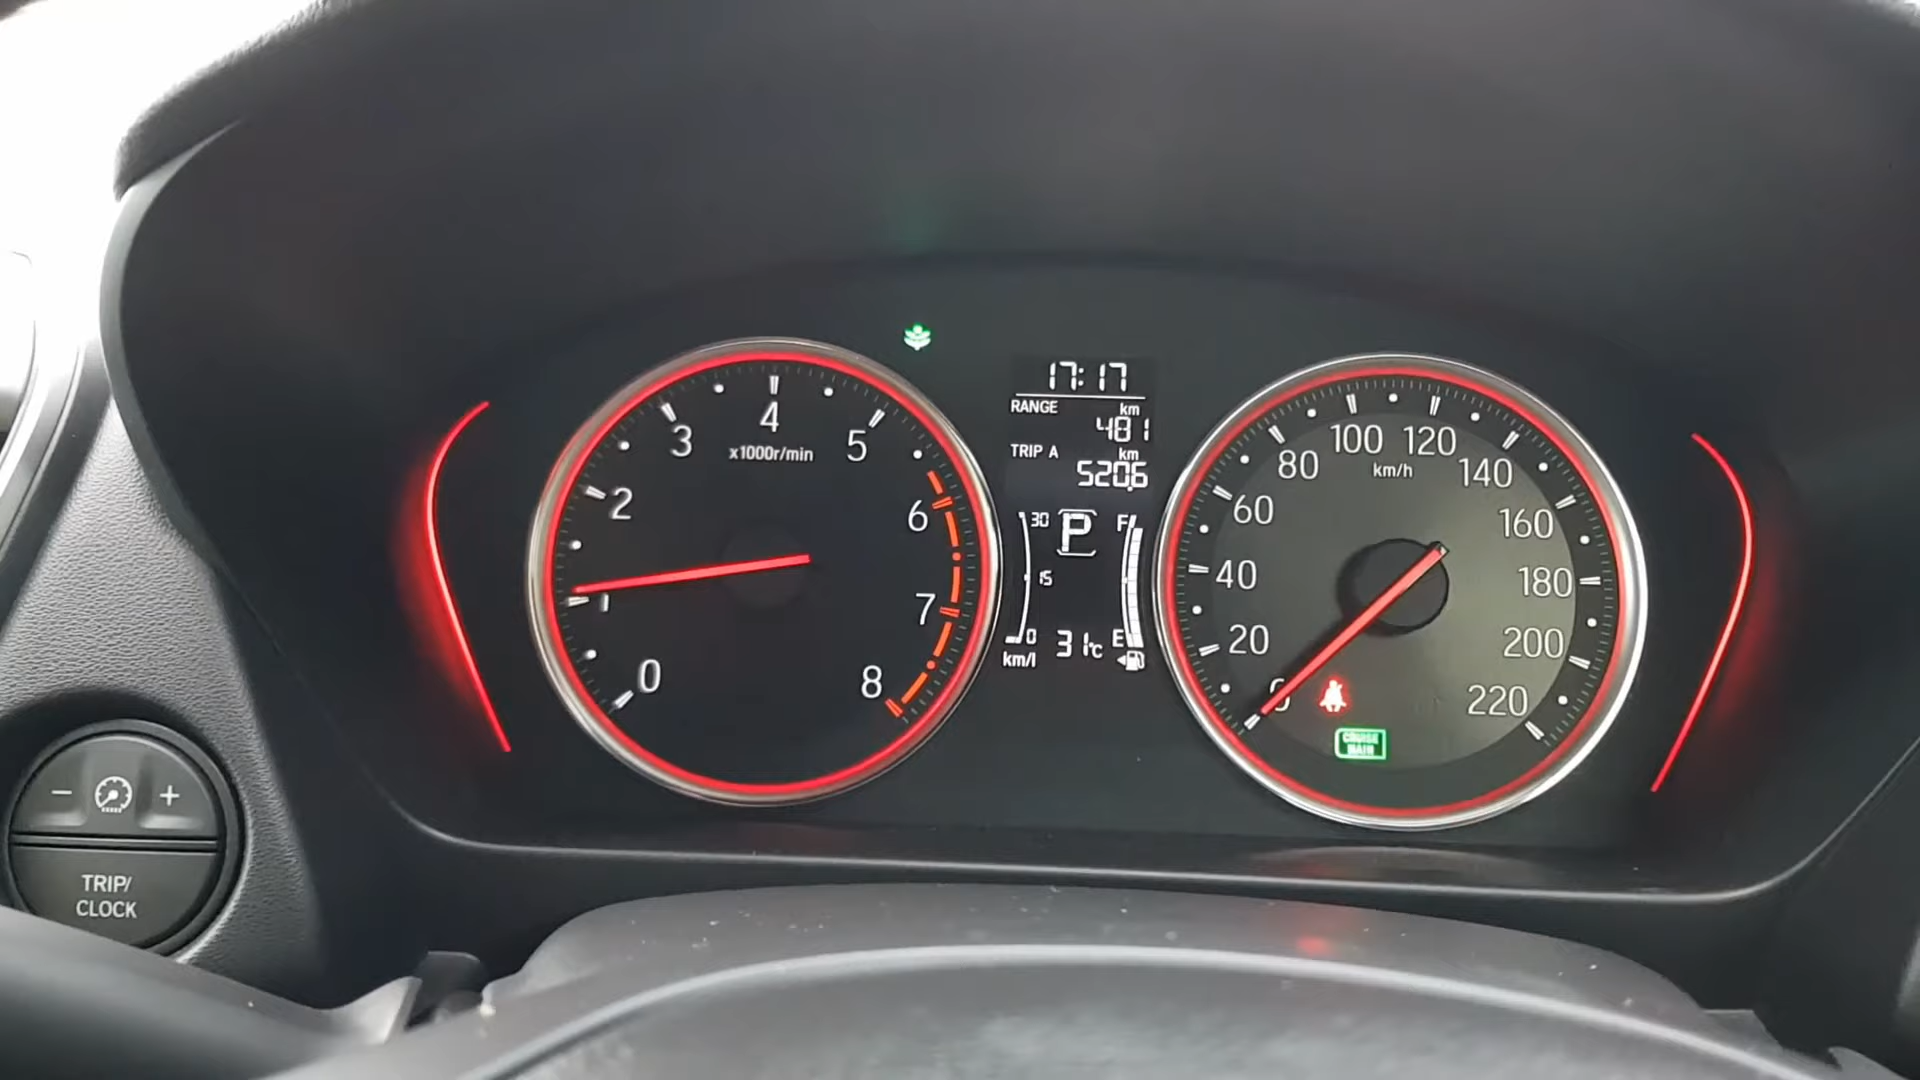 17:17
RANGE km
481
TRIP A km
520.6
P
30
15
0
km/l
F
E
31°C
0
1
2
3
4
5
6
7
8
x1000r/min
0
20
40
60
80
100
120
140
160
180
200
220
km/h
CRUISE
MAIN
− +
TRIP/
CLOCK